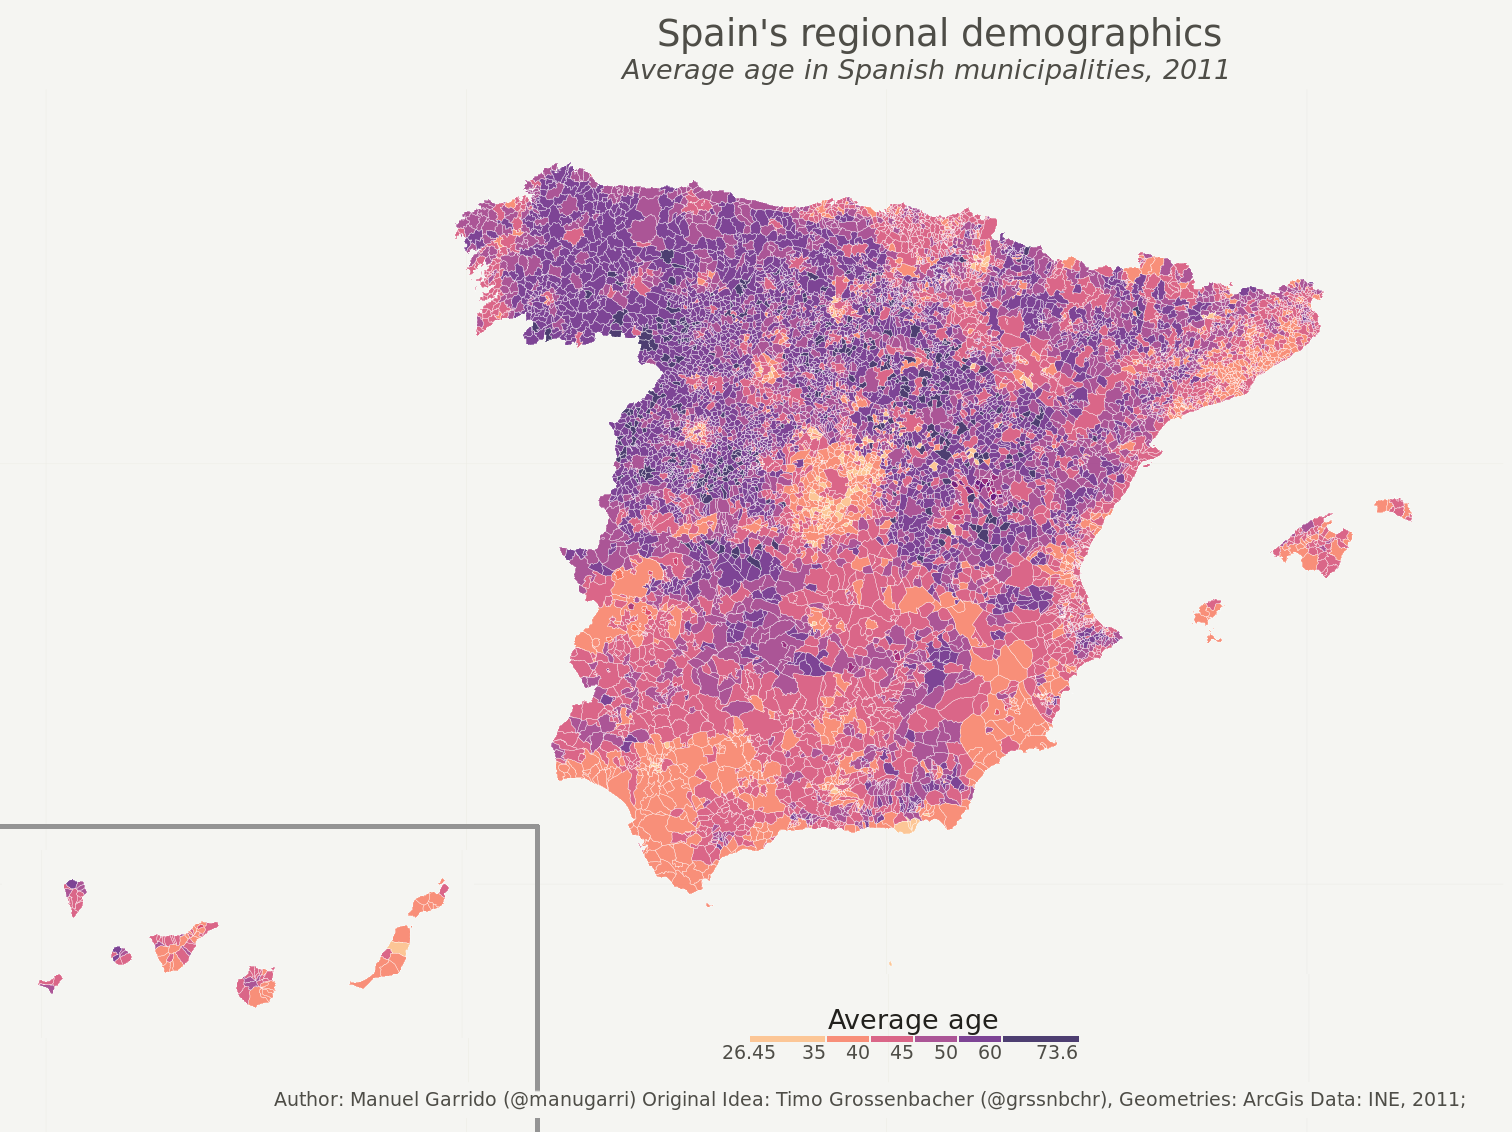 Spain's regional demographics
Average age in Spanish municipalities, 2011
Average age
26.45 35 40 45 50 60 73.6
Author: Manuel Garrido (@manugarri) Original Idea: Timo Grossenbacher (@grssnbchr), Geometries: ArcGis Data: INE, 2011;